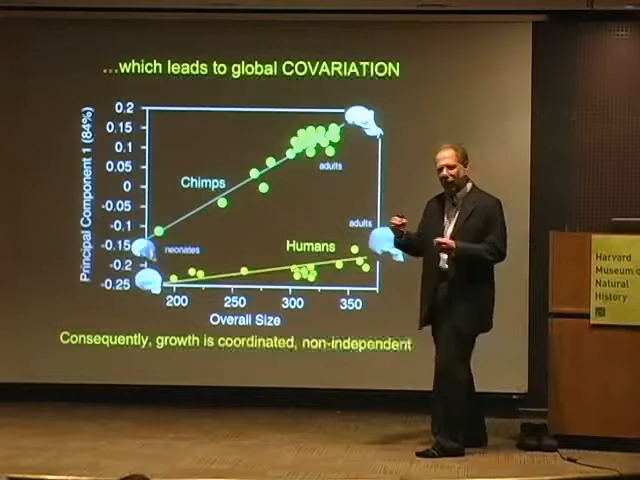 ...which leads to global COVARIATION
Principal Component 1 (84%)
0.2
0.15
0.1
0.05
0
-0.05
-0.1
-0.15
-0.2
-0.25
Chimps
adults
adults
neonates
Humans
200
250
300
350
Overall Size
Consequently, growth is coordinated, non-independent
Harvard
Museum of
Natural
History